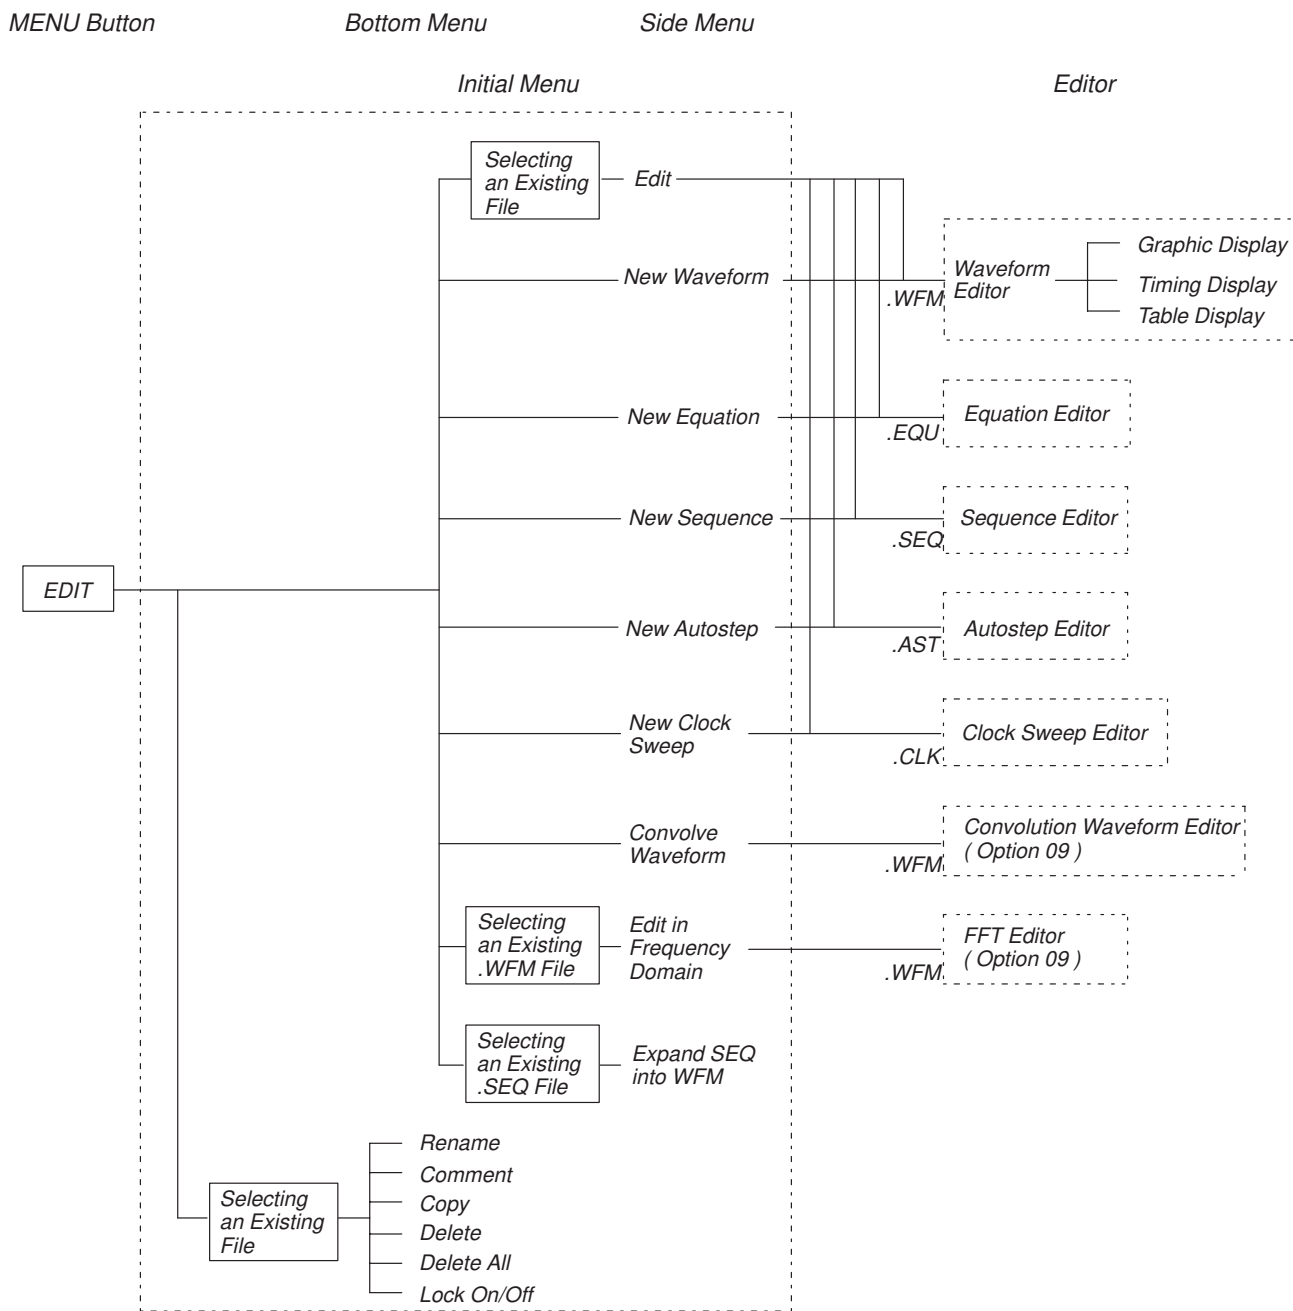 MENU Button
Bottom Menu
Side Menu
Initial Menu
Editor
Selecting
an Existing
File
Edit
New Waveform
.WFM
Waveform
Editor
Graphic Display
Timing Display
Table Display
New Equation
.EQU
Equation Editor
New Sequence
.SEQ
Sequence Editor
EDIT
New Autostep
.AST
Autostep Editor
New Clock
Sweep
.CLK
Clock Sweep Editor
Convolve
Waveform
.WFM
Convolution Waveform Editor
( Option 09 )
Selecting
an Existing
.WFM File
Edit in
Frequency
Domain
.WFM
FFT Editor
( Option 09 )
Selecting
an Existing
.SEQ File
Expand SEQ
into WFM
Selecting
an Existing
File
Rename
Comment
Copy
Delete
Delete All
Lock On/Off